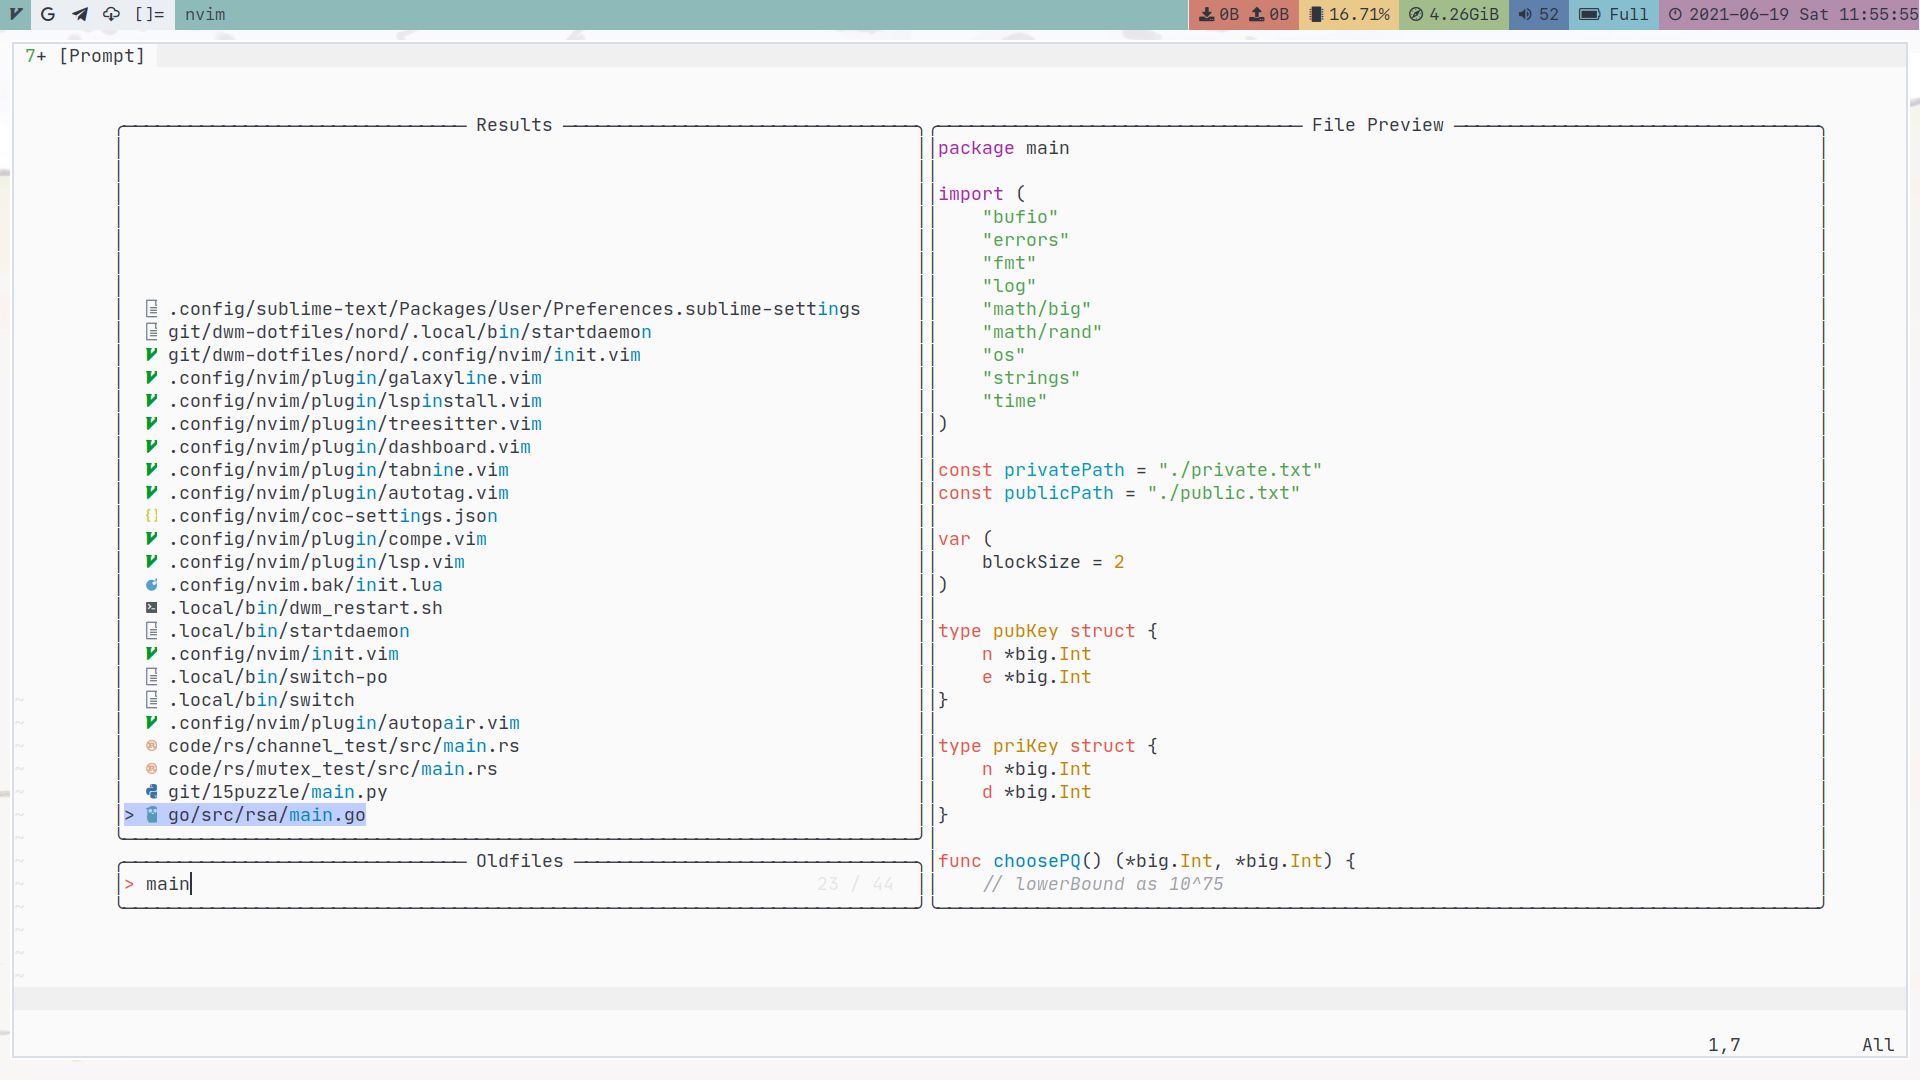 []= nvim 0B 0B 16.71% 4.26GiB 52 Full 2021-06-19 Sat 11:55:55
7+ [Prompt]
Results
.config/sublime-text/Packages/User/Preferences.sublime-settings
git/dwm-dotfiles/nord/.local/bin/startdaemon
git/dwm-dotfiles/nord/.config/nvim/init.vim
.config/nvim/plugin/galaxyline.vim
.config/nvim/plugin/lspinstall.vim
.config/nvim/plugin/treesitter.vim
.config/nvim/plugin/dashboard.vim
.config/nvim/plugin/tabnine.vim
.config/nvim/plugin/autotag.vim
{} .config/nvim/coc-settings.json
.config/nvim/plugin/compe.vim
.config/nvim/plugin/lsp.vim
.config/nvim.bak/init.lua
.local/bin/dwm_restart.sh
.local/bin/startdaemon
.config/nvim/init.vim
.local/bin/switch-po
.local/bin/switch
.config/nvim/plugin/autopair.vim
code/rs/channel_test/src/main.rs
code/rs/mutex_test/src/main.rs
git/15puzzle/main.py
> go/src/rsa/main.go
Oldfiles
> main 23 / 44
File Preview
package main
import (
"bufio"
"errors"
"fmt"
"log"
"math/big"
"math/rand"
"os"
"strings"
"time"
)
const privatePath = "./private.txt"
const publicPath = "./public.txt"
var (
blockSize = 2
)
type pubKey struct {
n *big.Int
e *big.Int
}
type priKey struct {
n *big.Int
d *big.Int
}
func choosePQ() (*big.Int, *big.Int) {
// lowerBound as 10^75
1,7 All